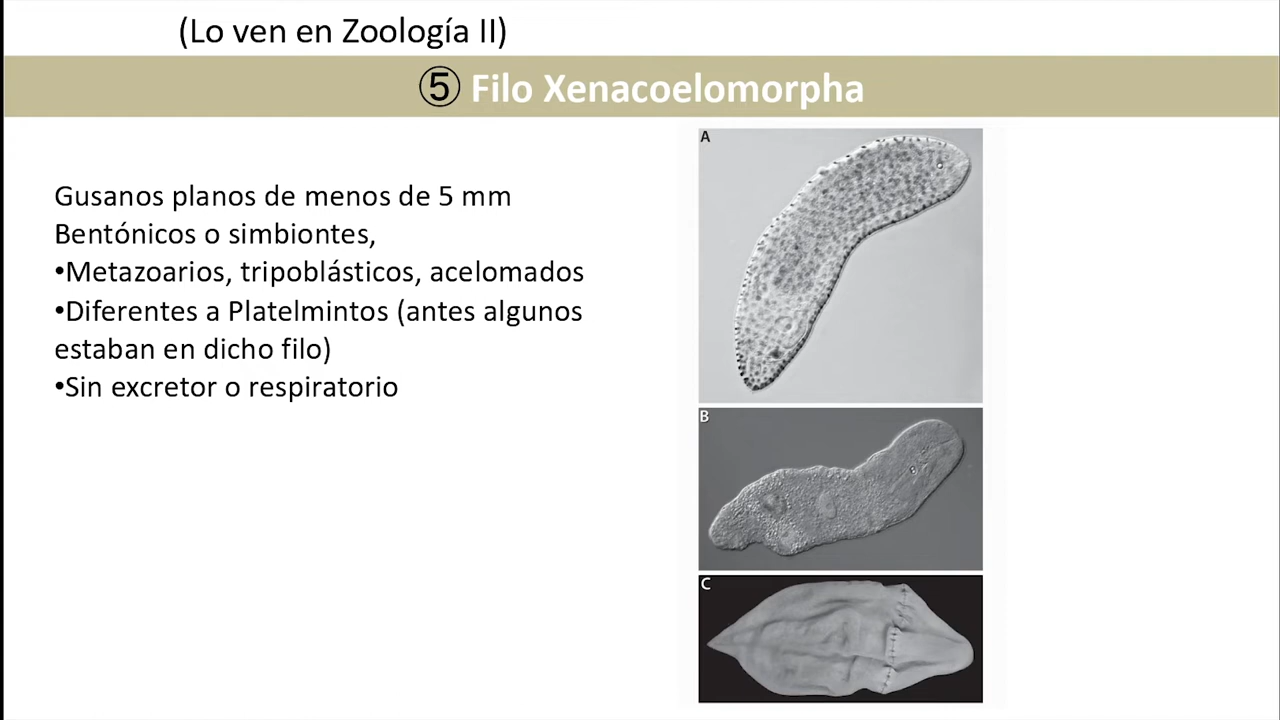 (Lo ven en Zoología II)
⑤ Filo Xenacoelomorpha
Gusanos planos de menos de 5 mm
Bentónicos o simbiontes,
•Metazoarios, tripoblásticos, acelomados
•Diferentes a Platelmintos (antes algunos
estaban en dicho filo)
•Sin excretor o respiratorio
A
B
C